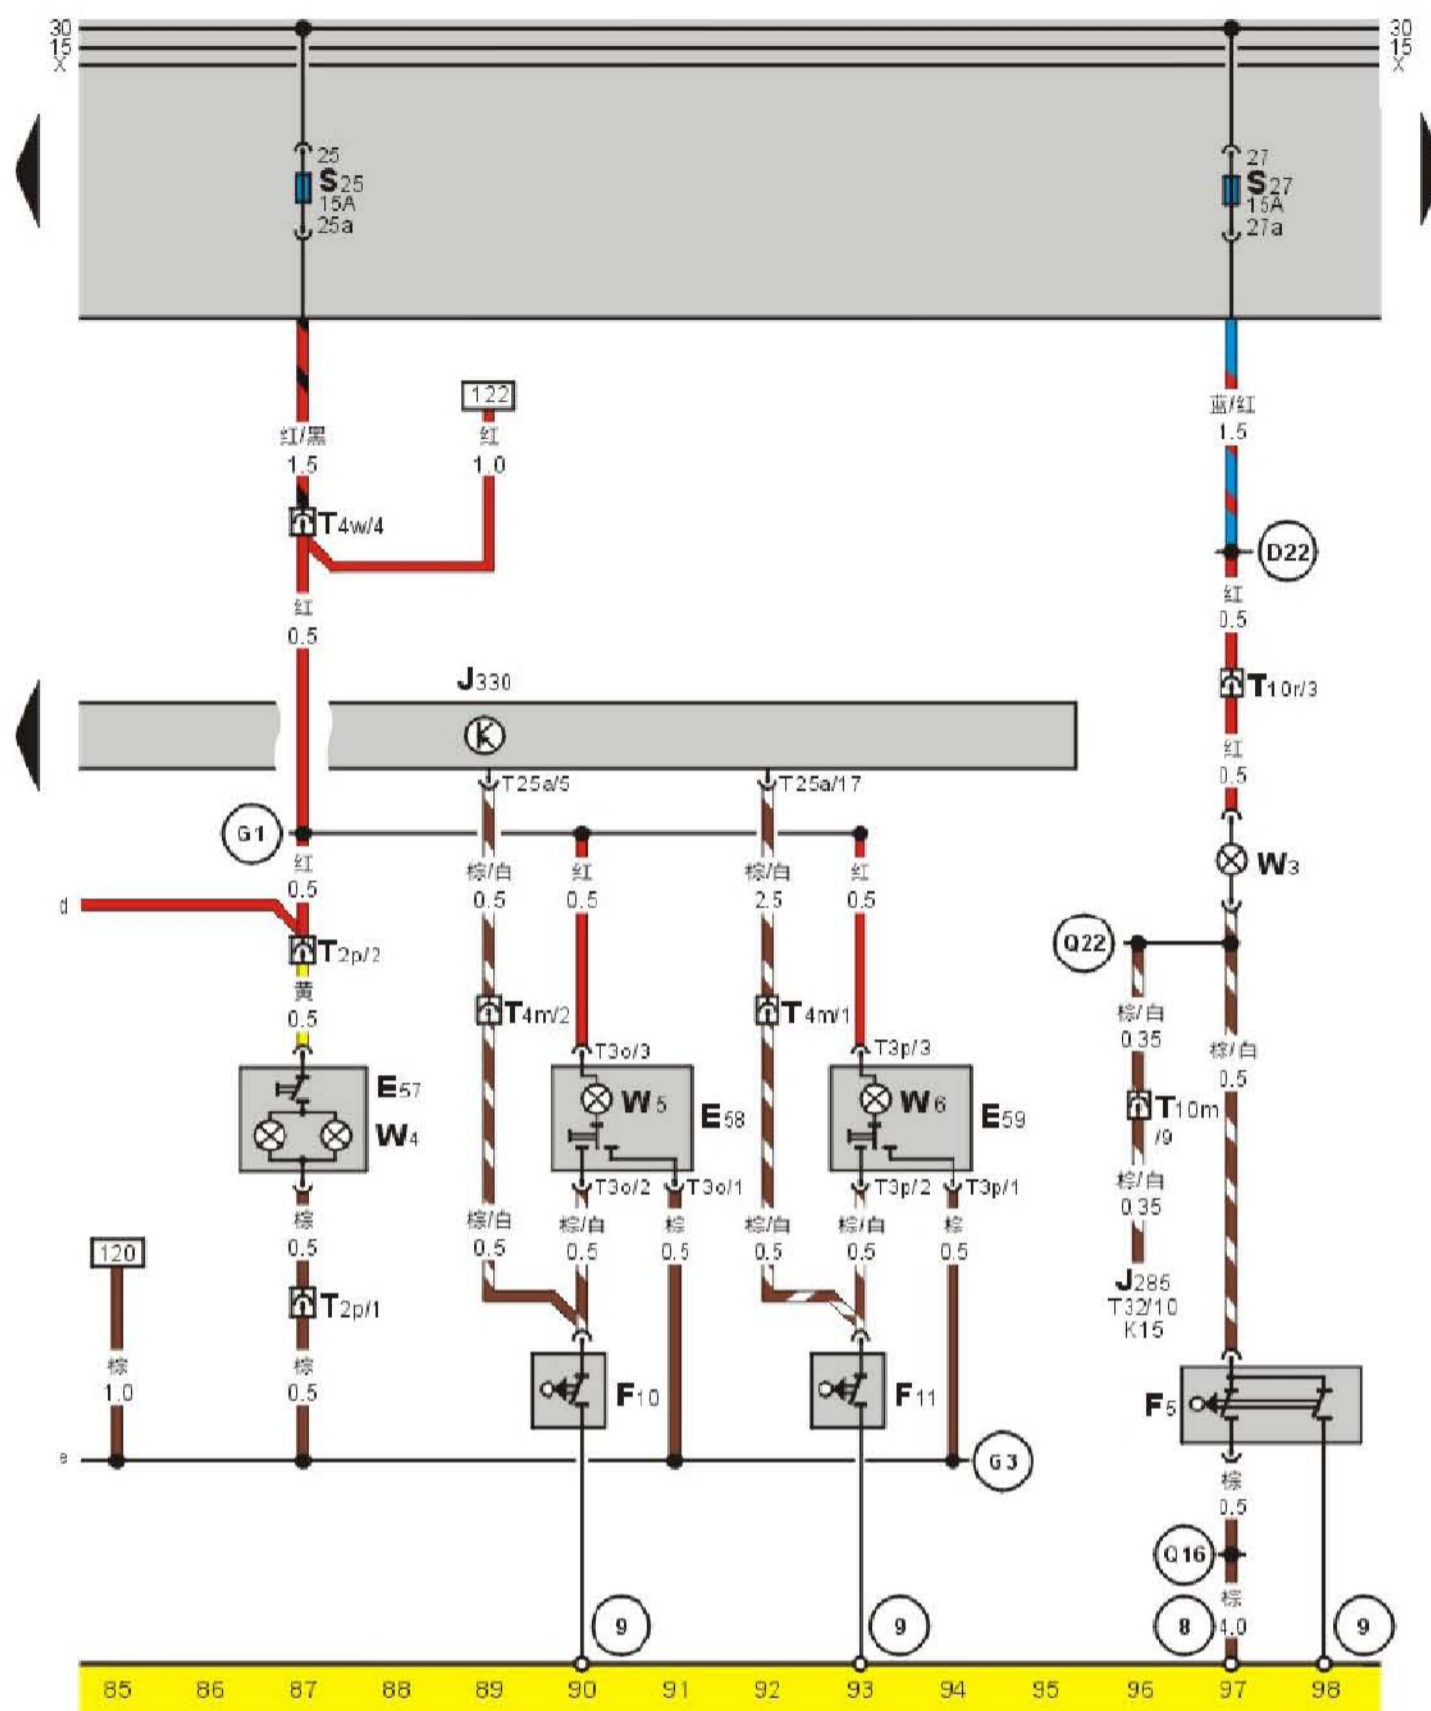 30 30
15 15
X X
25 27
S25 S27
15A 15A
25a 27a
122
红/黑 红 蓝/红
1.5 1.0 1.5
T4w/4
D22
红 红
0.5 0.5
J330 T10r/3
红
T25a/5 T25a/17 0.5
G1
红 棕/白 红 棕/白 红 W3
0.5 0.5 0.5 2.5 0.5
d
T2p/2 Q22
黄 T4m/2 T4m/1 棕/白
0.5 0.35
T3o/3 T3p/3 棕/白
E57 W5 W6 0.5
E58 E59 T10m
W4 /9
T3o/2 T3o/1 T3p/2 T3p/1 棕/白
棕 棕/白 棕/白 棕 棕/白 棕/白 棕 0.35
120 0.5 0.5 0.5 0.5 0.5 0.5 0.5
J285
T2p/1 T32/10
K15
棕 棕
1.0 0.5 F10 F11 F5
e G3
棕
0.5
Q16
棕
9 9 8 4.0 9
85 86 87 88 89 90 91 92 93 94 95 96 97 98